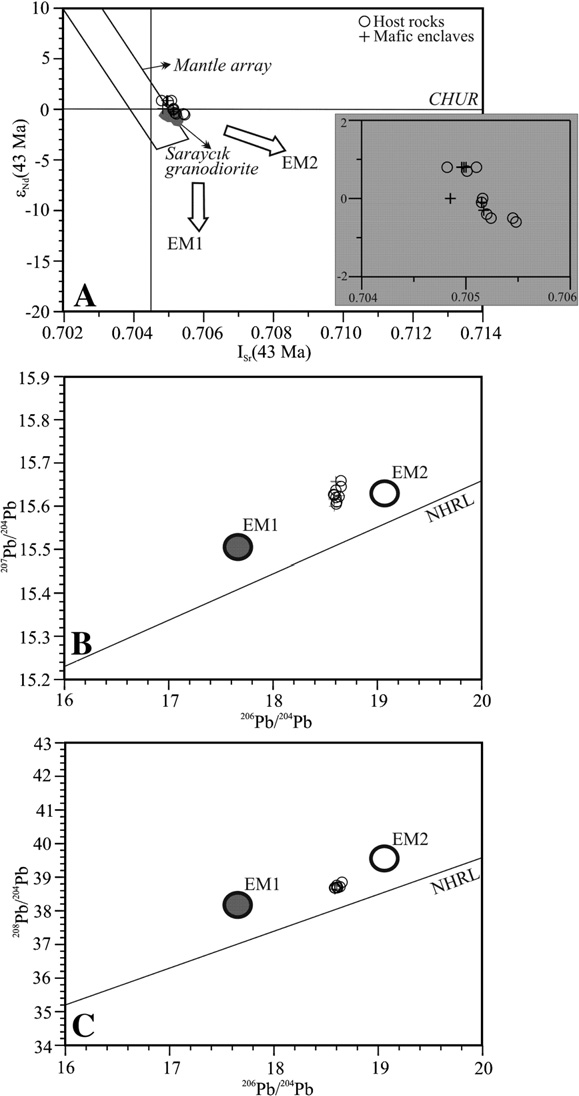 10
5
0
-5
-10
-15
-20
εNd(43 Ma)
○ Host rocks
+ Mafic enclaves
Mantle array
CHUR
Saraycık
granodiorite
EM2
EM1
A
2
0
-2
0.704
0.705
0.706
0.702
0.704
0.706
0.708
0.710
0.712
0.714
ISr(43 Ma)
15.9
15.8
15.7
15.6
15.5
15.4
15.3
15.2
207Pb/204Pb
EM2
EM1
NHRL
B
16
17
18
19
20
206Pb/204Pb
43
42
41
40
39
38
37
36
35
34
208Pb/204Pb
EM2
EM1
NHRL
C
16
17
18
19
20
206Pb/204Pb